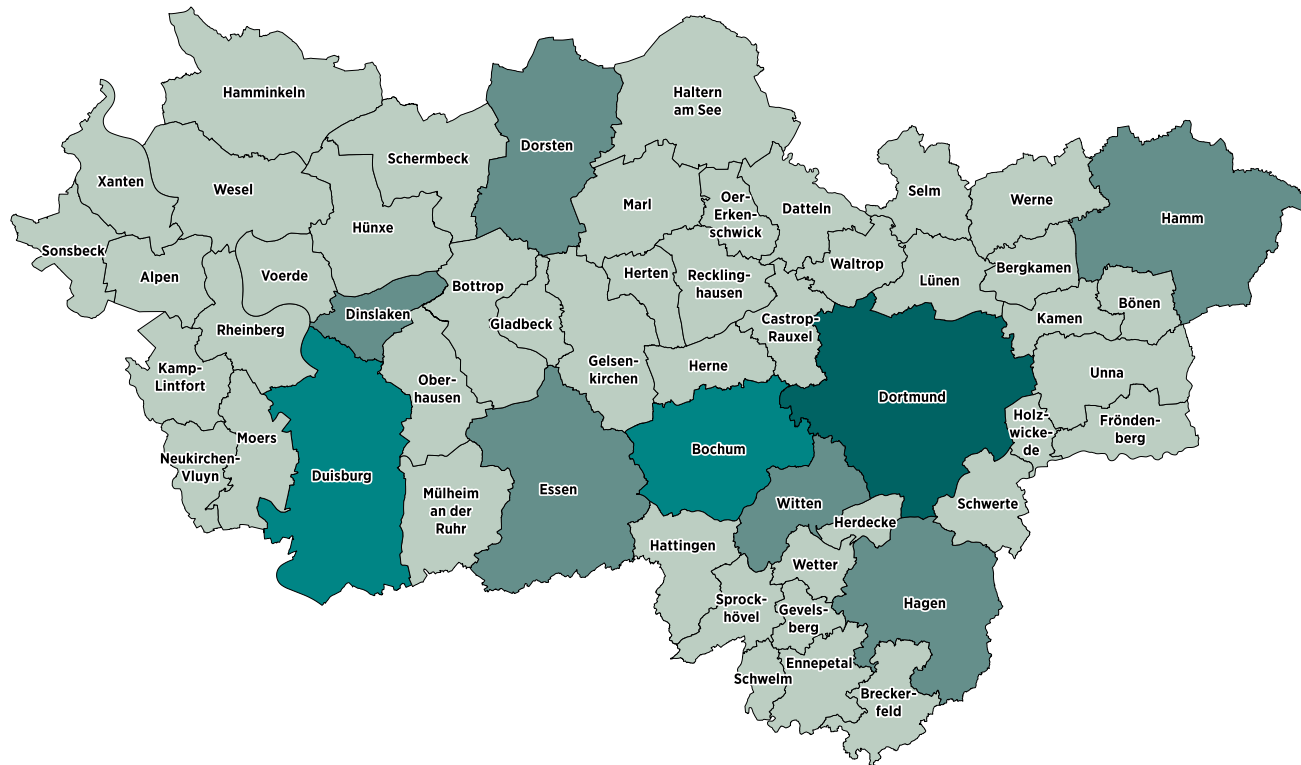 Hamminkeln
Haltern
am See
Dorsten
Schermbeck
Xanten
Wesel
Selm
Werne
Marl
Oer-
Erken-
schwick
Datteln
Hamm
Hünxe
Sonsbeck
Alpen
Voerde
Herten
Reckling-
hausen
Waltrop
Lünen
Bergkamen
Bönen
Bottrop
Dinslaken
Rheinberg
Gladbeck
Castrop-
Rauxel
Kamen
Kamp-
Lintfort
Gelsen-
kirchen
Herne
Unna
Ober-
hausen
Dortmund
Holz-
wicke-
de
Frönden-
berg
Moers
Neukirchen-
Vluyn
Duisburg
Bochum
Mülheim
an der
Ruhr
Essen
Witten
Schwerte
Herdecke
Hattingen
Wetter
Sprock-
hövel
Gevels-
berg
Hagen
Ennepetal
Schwelm
Brecker-
feld